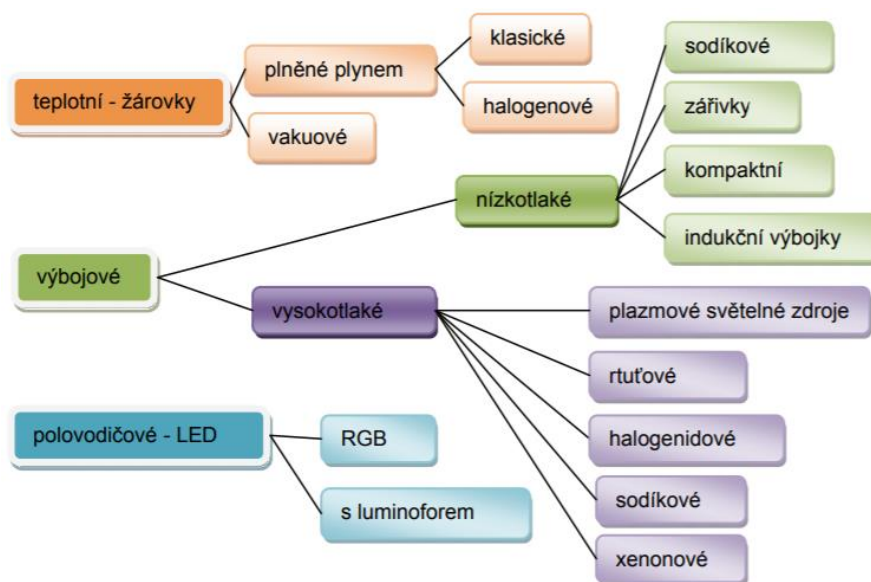 teplotní - žárovky
plněné plynem
klasické
halogenové
vakuové
výbojové
nízkotlaké
sodíkové
zářivky
kompaktní
indukční výbojky
vysokotlaké
plazmové světelné zdroje
rtuťové
halogenidové
sodíkové
xenonové
polovodičové - LED
RGB
s luminoforem